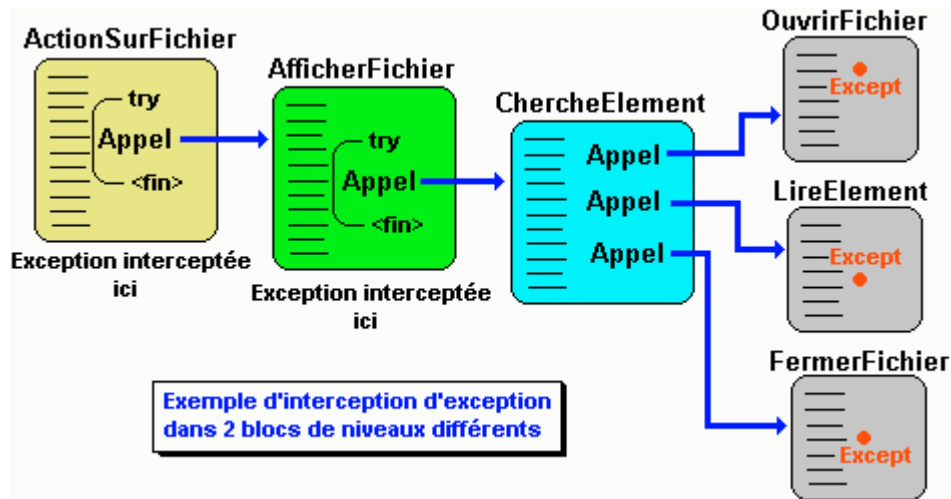 ActionSurFichier
try
Appel
<fin>
Exception interceptée
ici
AfficherFichier
try
Appel
<fin>
Exception interceptée
ici
ChercheElement
Appel
Appel
Appel
OuvrirFichier
Except
LireElement
Except
FermerFichier
Except
Exemple d'interception d'exception
dans 2 blocs de niveaux différents